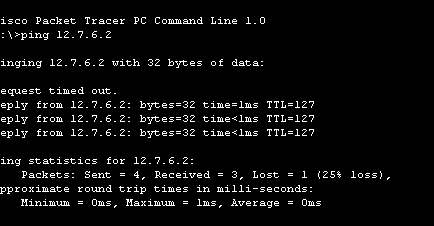 isco Packet Tracer PC Command Line 1.0
:\>ping 12.7.6.2
inging 12.7.6.2 with 32 bytes of data:
equest timed out.
eply from 12.7.6.2: bytes=32 time=1ms TTL=127
eply from 12.7.6.2: bytes=32 time<1ms TTL=127
eply from 12.7.6.2: bytes=32 time<1ms TTL=127
ing statistics for 12.7.6.2:
Packets: Sent = 4, Received = 3, Lost = 1 (25% loss),
pproximate round trip times in milli-seconds:
Minimum = 0ms, Maximum = 1ms, Average = 0ms